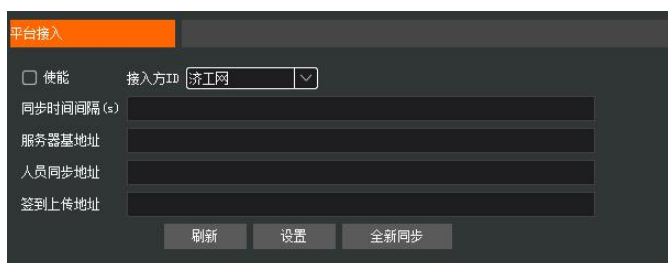 平台接入
使能 接入方ID 济工网
同步时间间隔(s)
服务器基地址
人员同步地址
签到上传地址
刷新 设置 全新同步